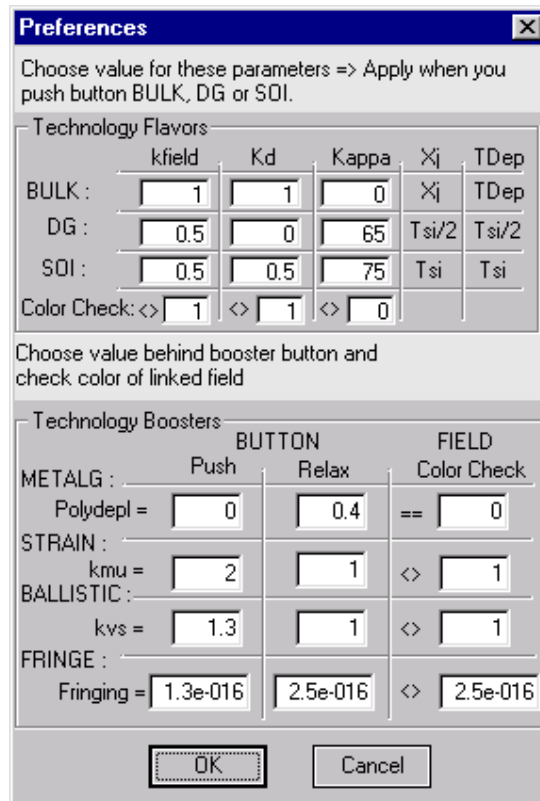 Preferences
Choose value for these parameters => Apply when you
push button BULK, DG or SOI.
Technology Flavors
kfield Kd Kappa Xj TDep
BULK : 1 1 0 Xj TDep
DG : 0.5 0 65 Tsi/2 Tsi/2
SOI : 0.5 0.5 75 Tsi Tsi
Color Check: <> 1 <> 1 <> 0
Choose value behind booster button and
check color of linked field
Technology Boosters
BUTTON FIELD
Push Relax Color Check
METALG :
Polydepl = 0 0.4 == 0
STRAIN :
kmu = 2 1 <> 1
BALLISTIC :
kvs = 1.3 1 <> 1
FRINGE :
Fringing = 1.3e-016 2.5e-016 <> 2.5e-016
OK Cancel